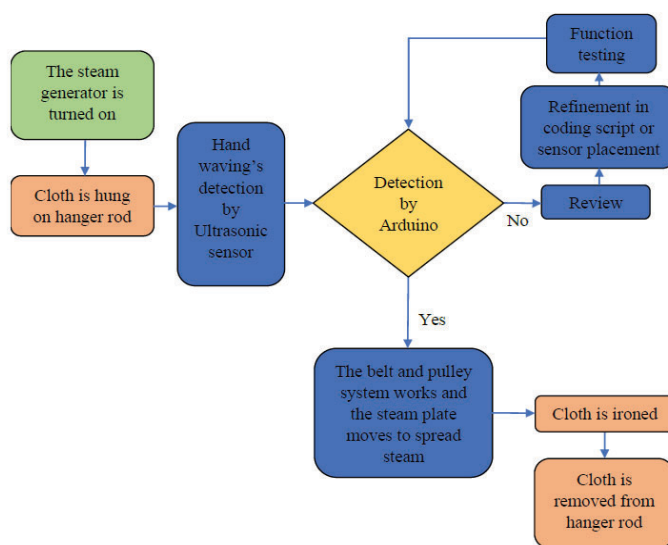 The steam
generator is
turned on
Cloth is hung
on hanger rod
Hand
waving's
detection
by
Ultrasonic
sensor
Detection
by
Arduino
No
Review
Refinement in
coding script or
sensor placement
Function
testing
Yes
The belt and pulley
system works and
the steam plate
moves to spread
steam
Cloth is ironed
Cloth is
removed from
hanger rod